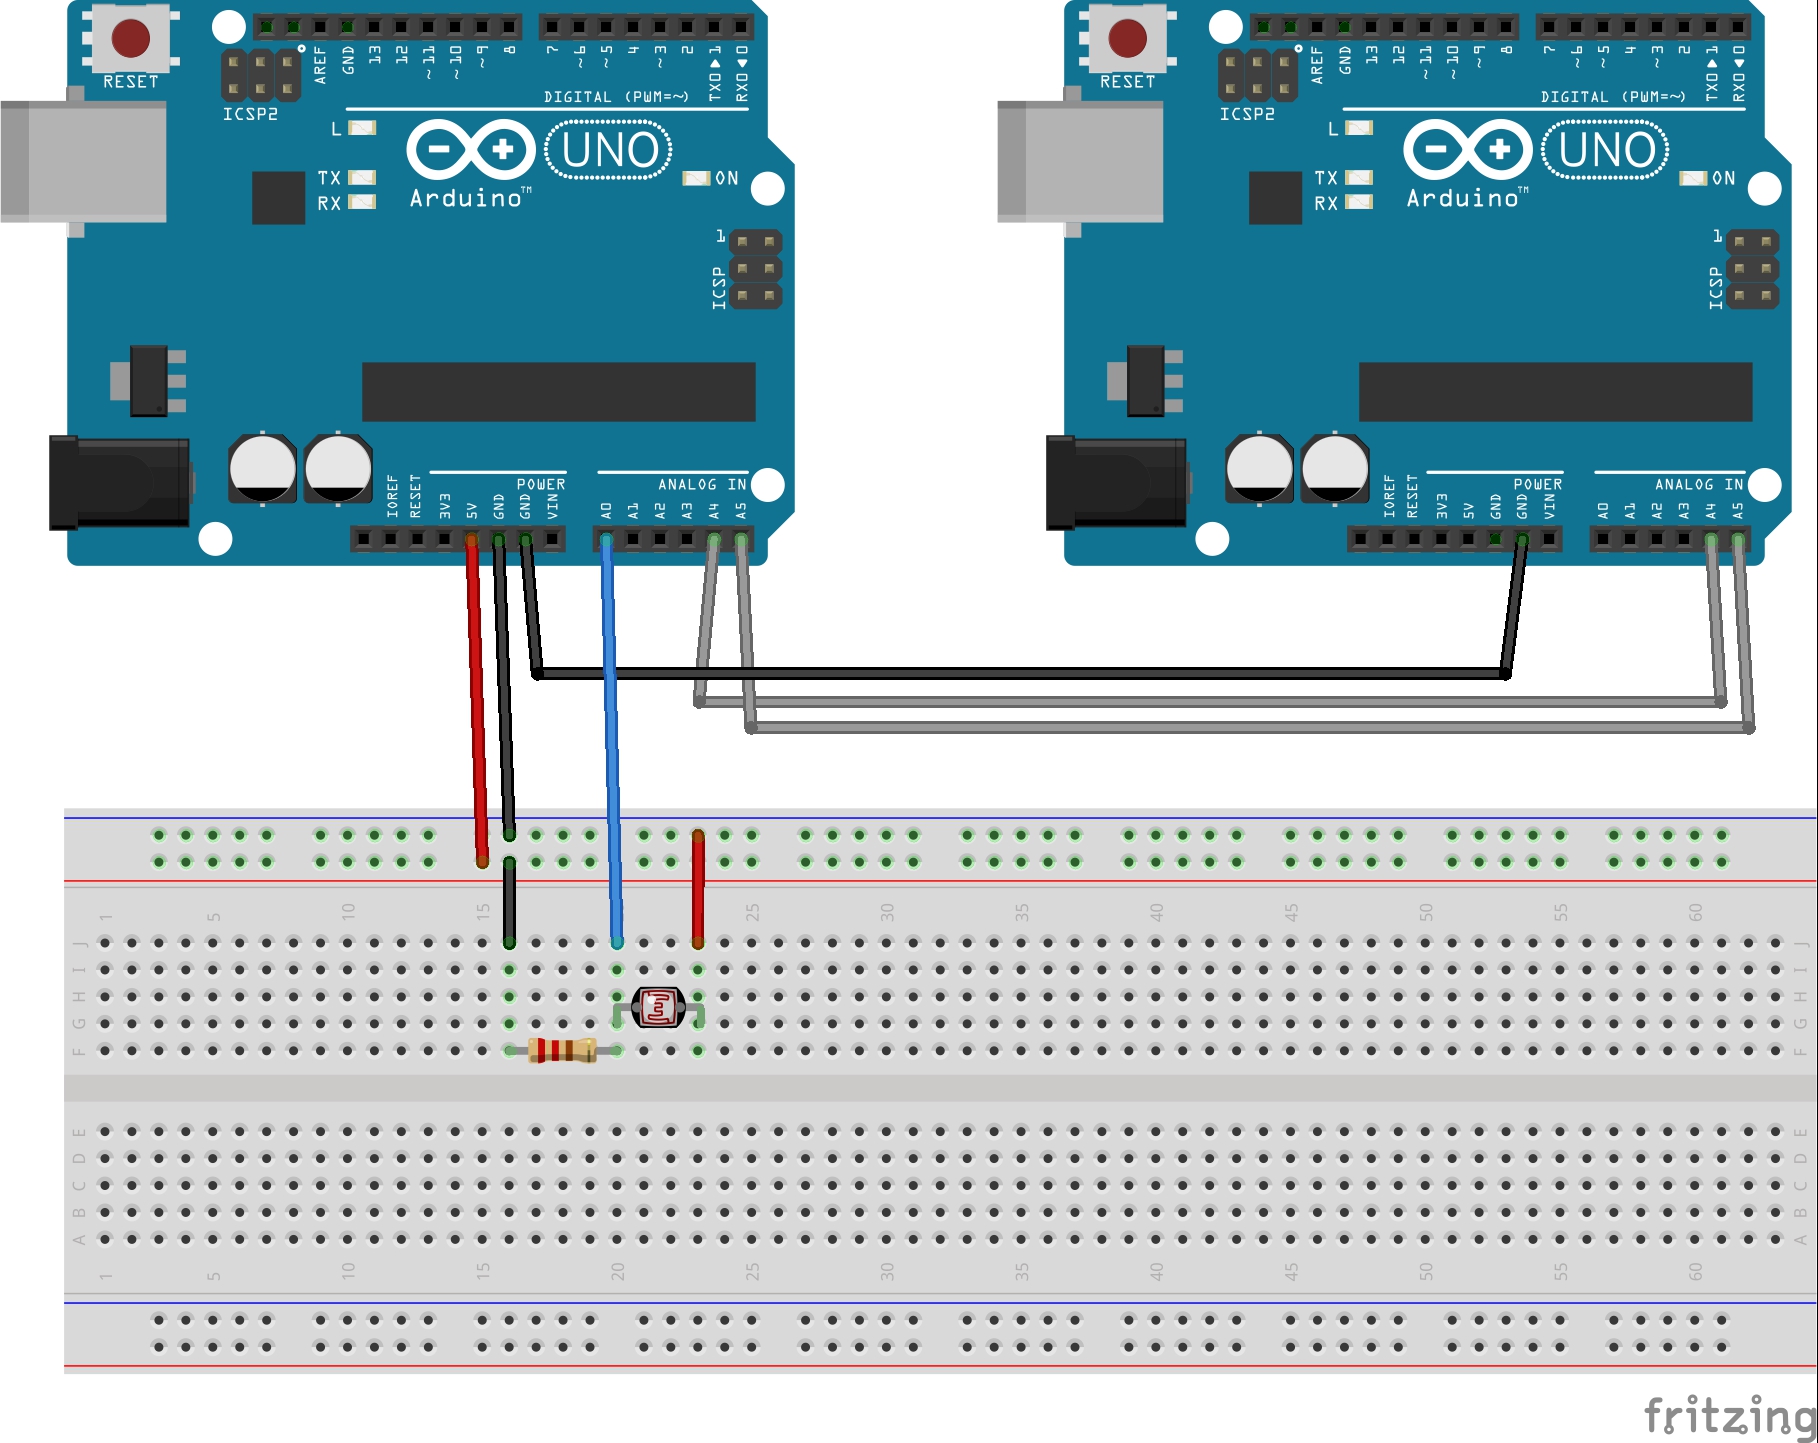 RESET
ICSP2
AREF
GND
13
12
~11
~10
~9
8
7
~6
~5
4
~3
2
TX0▶1
RX0◀0
DIGITAL (PWM=~)
L
TX
RX
UNO
Arduino™
ON
1
ICSP
POWER
ANALOG IN
IOREF
RESET
3V3
5V
GND
GND
VIN
A0
A1
A2
A3
A4
A5
RESET
ICSP2
AREF
GND
13
12
~11
~10
~9
8
7
~6
~5
4
~3
2
TX0▶1
RX0◀0
DIGITAL (PWM=~)
L
TX
RX
UNO
Arduino™
ON
1
ICSP
POWER
ANALOG IN
IOREF
RESET
3V3
5V
GND
GND
VIN
A0
A1
A2
A3
A4
A5
1 5 10 15 25 30 35 40 45 50 55 60
J J
I I
H H
G G
F F
E E
D D
C C
B B
A A
1 5 10 15 20 25 30 35 40 45 50 55 60
fritzing